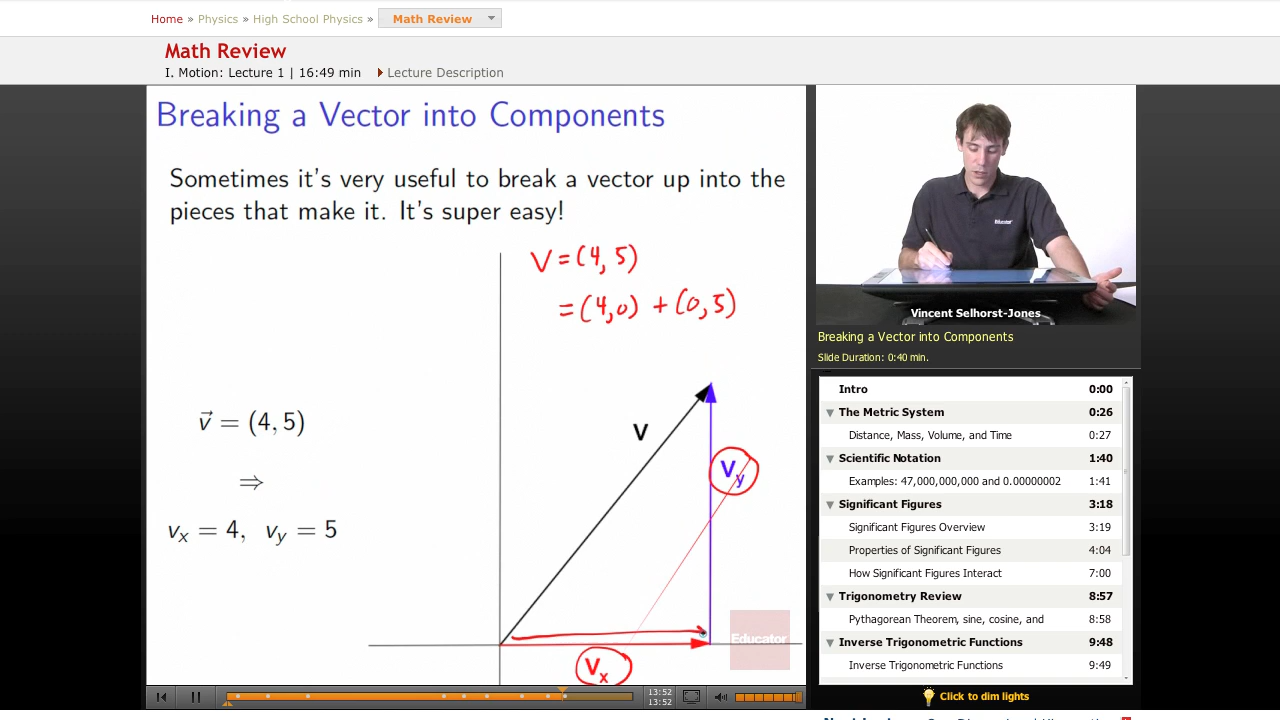 Home » Physics » High School Physics » Math Review
Math Review
I. Motion: Lecture 1 | 16:49 min Lecture Description
Breaking a Vector into Components
Sometimes it's very useful to break a vector up into the
pieces that make it. It's super easy!
V = (4, 5)
= (4, 0) + (0, 5)
v⃗ = (4, 5)
⇒
vx = 4, vy = 5
V
Vy
Vx
Educator
Educator
Vincent Selhorst-Jones
Breaking a Vector into Components
Slide Duration: 0:40 min.
Intro 0:00
The Metric System 0:26
Distance, Mass, Volume, and Time 0:27
Scientific Notation 1:40
Examples: 47,000,000,000 and 0.00000002 1:41
Significant Figures 3:18
Significant Figures Overview 3:19
Properties of Significant Figures 4:04
How Significant Figures Interact 7:00
Trigonometry Review 8:57
Pythagorean Theorem, sine, cosine, and 8:58
Inverse Trigonometric Functions 9:48
Inverse Trigonometric Functions 9:49
13:52
13:52
Click to dim lights